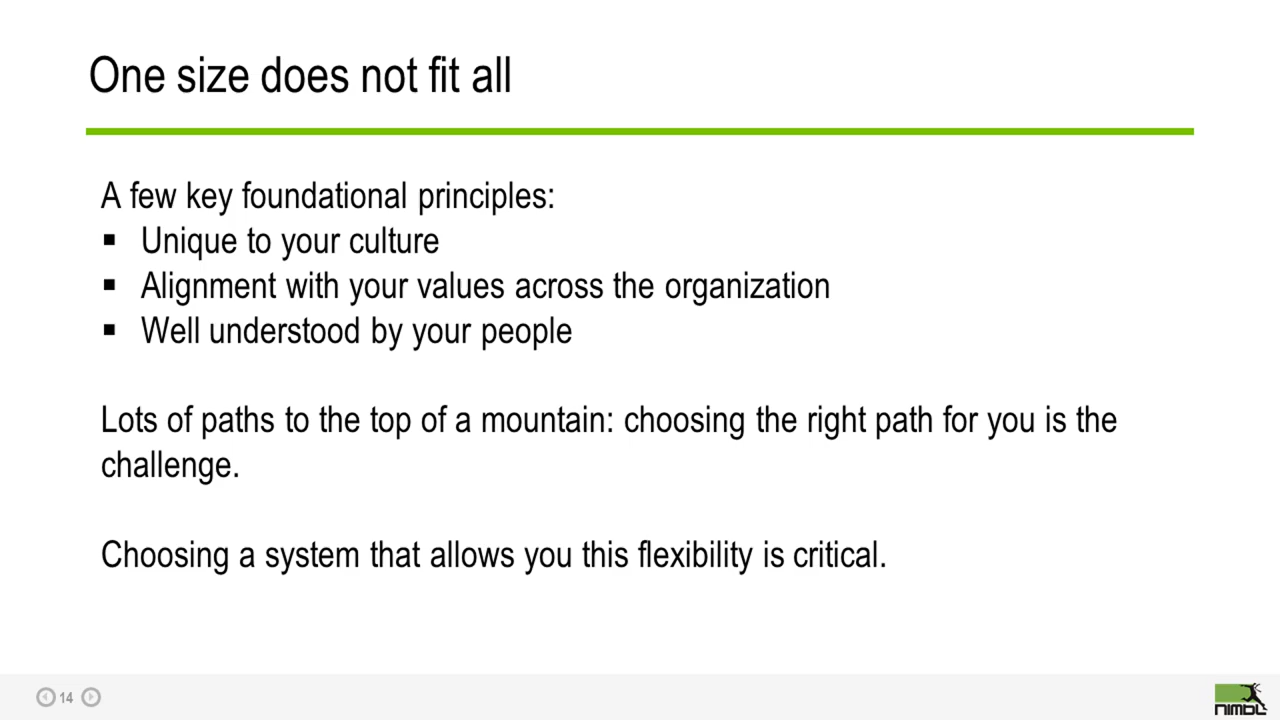 One size does not fit all
A few key foundational principles:
▪ Unique to your culture
▪ Alignment with your values across the organization
▪ Well understood by your people
Lots of paths to the top of a mountain: choosing the right path for you is the
challenge.
Choosing a system that allows you this flexibility is critical.
14
nimbl